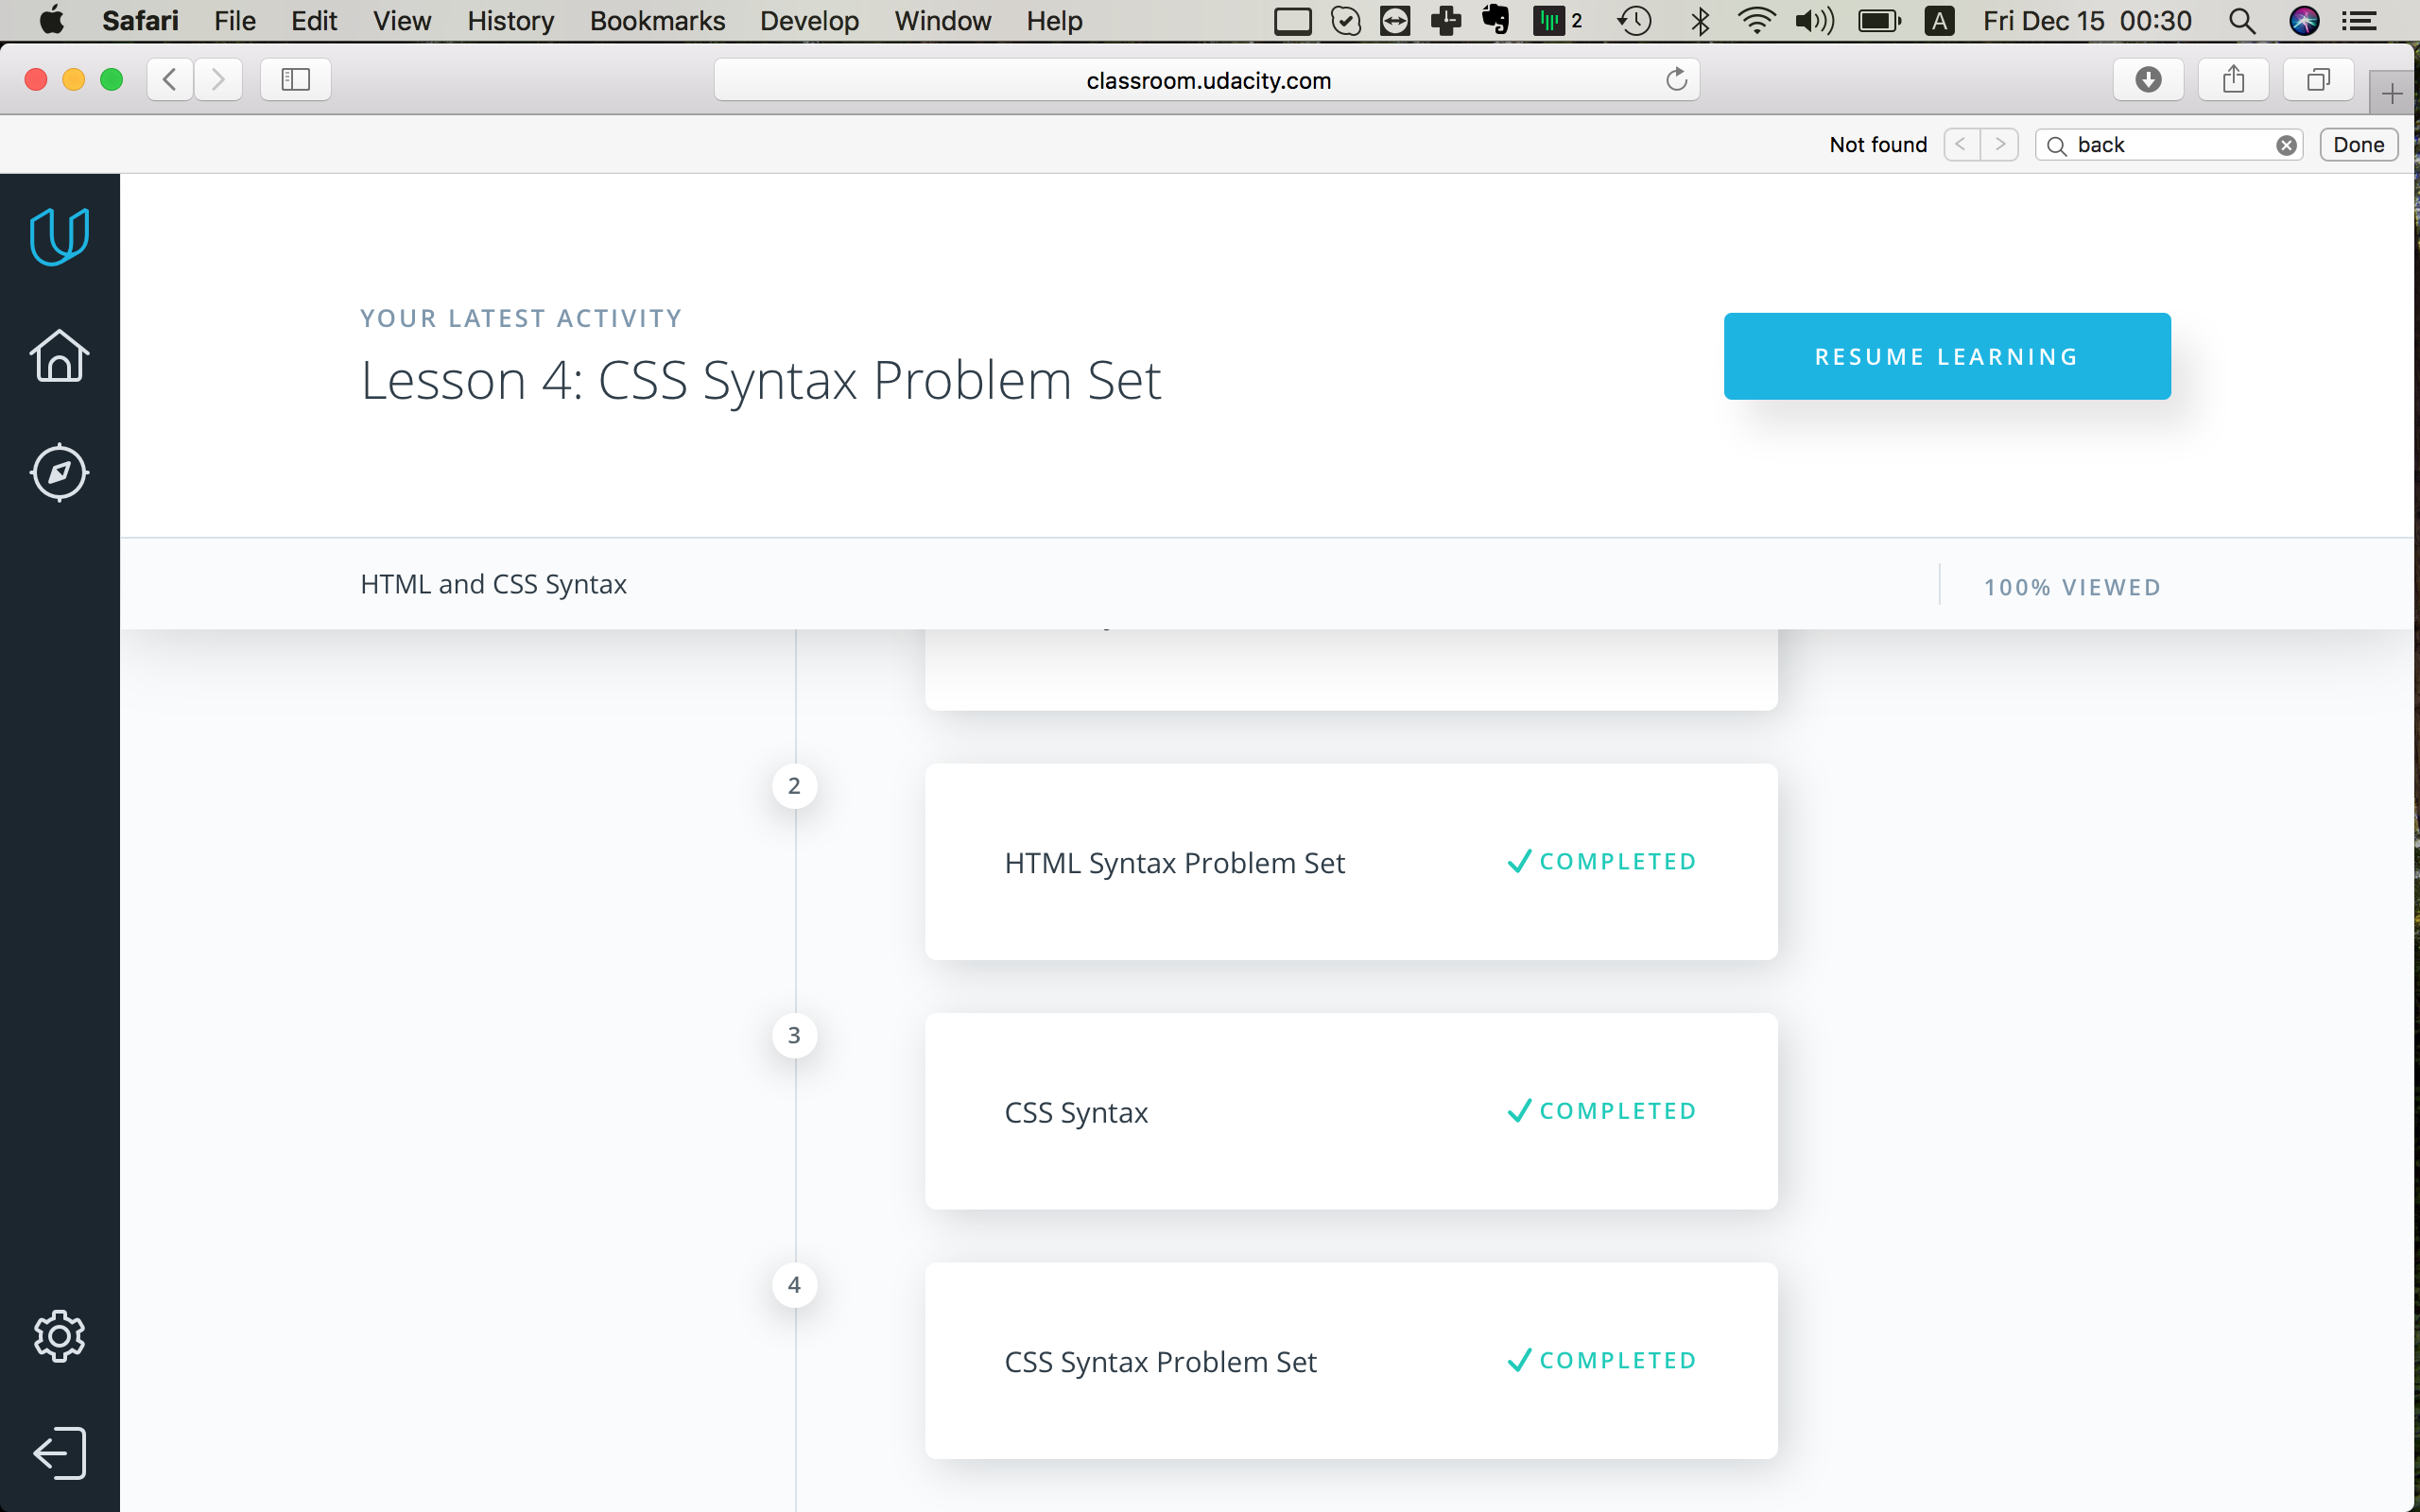 Safari File Edit View History Bookmarks Develop Window Help 2 A Fri Dec 15 00:30
classroom.udacity.com
Not found back Done
YOUR LATEST ACTIVITY
Lesson 4: CSS Syntax Problem Set
RESUME LEARNING
HTML and CSS Syntax
100% VIEWED
2
HTML Syntax Problem Set
COMPLETED
3
CSS Syntax
COMPLETED
4
CSS Syntax Problem Set
COMPLETED